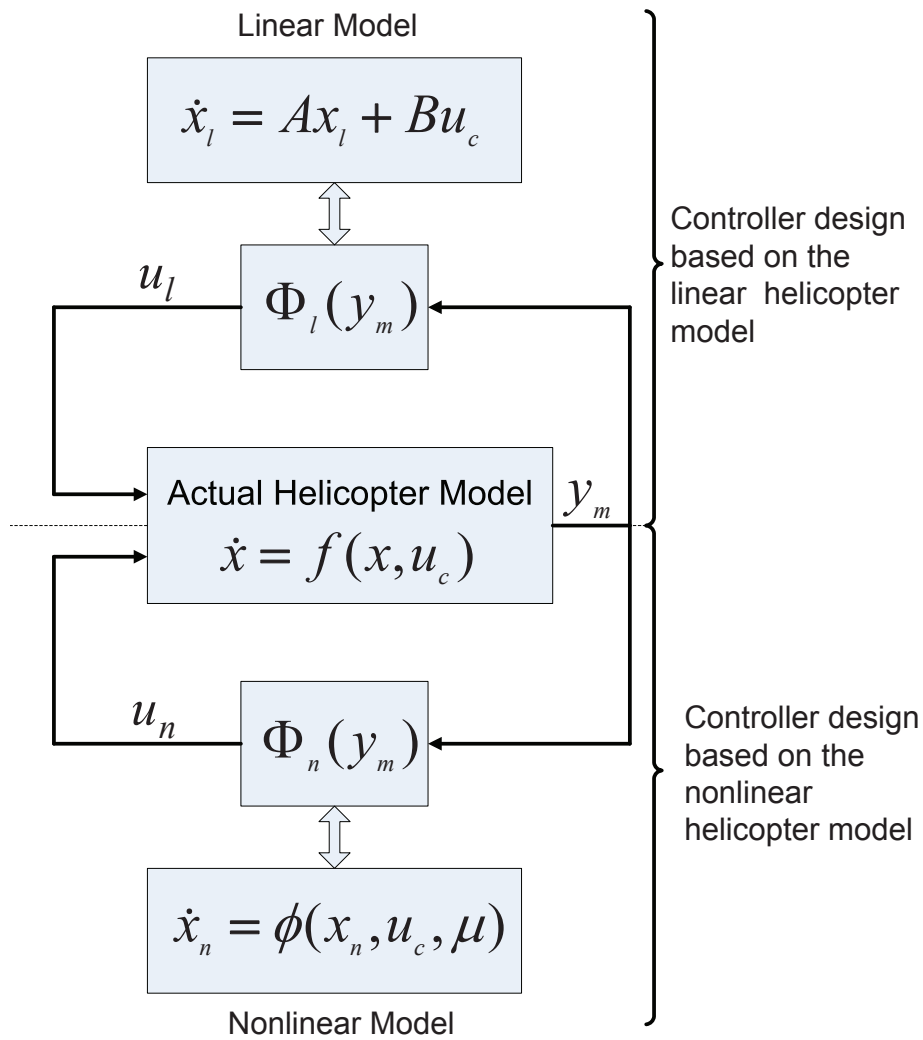 Linear Model
ẋ_l = Ax_l + Bu_c
Controller design
based on the
linear helicopter
model
u_l
Φ_l(y_m)
Actual Helicopter Model
ẋ = f(x,u_c)
y_m
u_n
Φ_n(y_m)
Controller design
based on the
nonlinear
helicopter model
ẋ_n = ϕ(x_n,u_c,μ)
Nonlinear Model